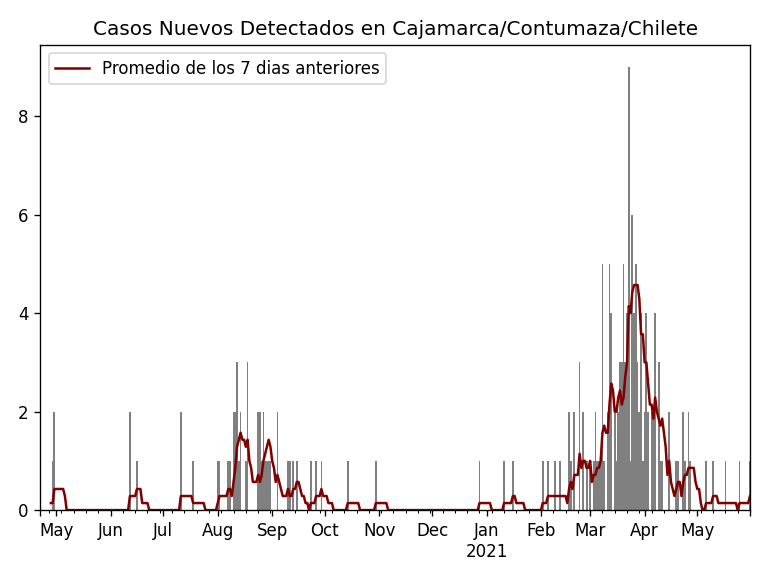 Casos Nuevos Detectados en Cajamarca/Contumaza/Chilete
Promedio de los 7 dias anteriores
8
6
4
2
0
May Jun Jul Aug Sep Oct Nov Dec Jan Feb Mar Apr May
2021